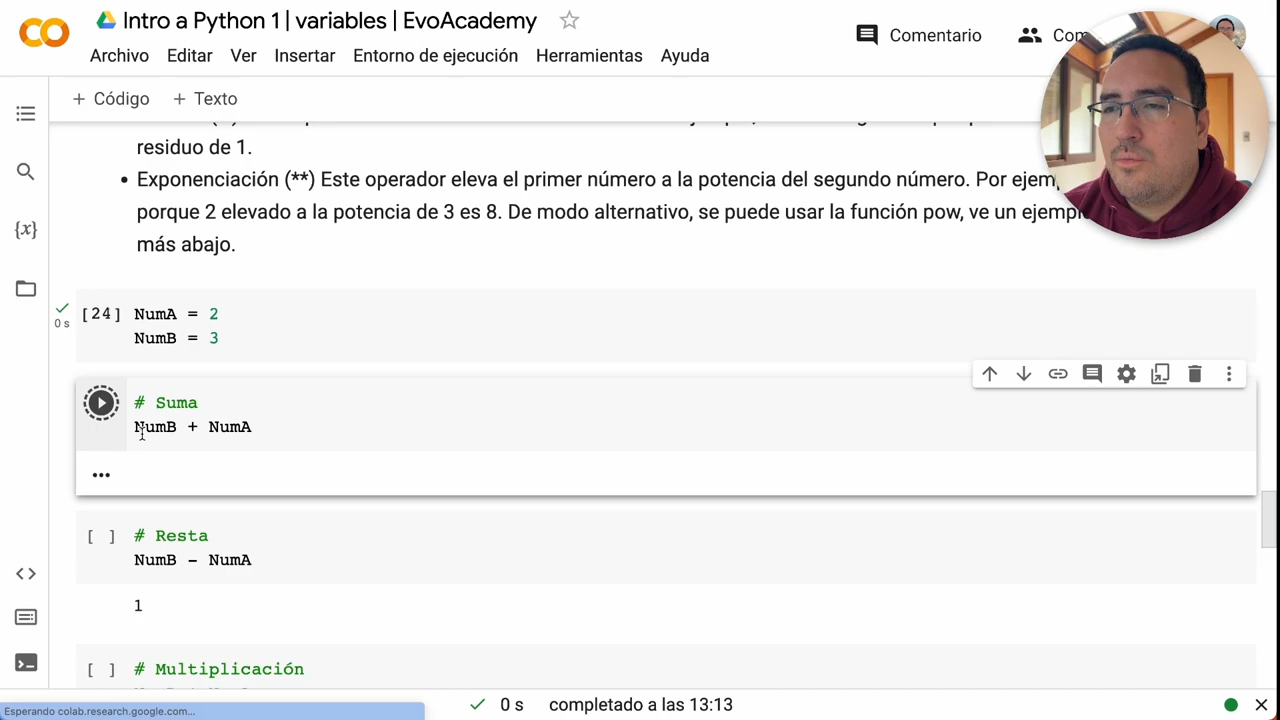 Intro a Python 1 | variables | EvoAcademy
Archivo Editar Ver Insertar Entorno de ejecución Herramientas Ayuda
Comentario
+ Código + Texto
residuo de 1.
• Exponenciación (**) Este operador eleva el primer número a la potencia del segundo número. Por
porque 2 elevado a la potencia de 3 es 8. De modo alternativo, se puede usar la función pow, ve un
más abajo.
[24] NumA = 2
0 s
NumB = 3
# Suma
NumB + NumA
...
[ ] # Resta
NumB - NumA
1
[ ] # Multiplicación
Esperando colab.research.google.com...
0 s completado a las 13:13